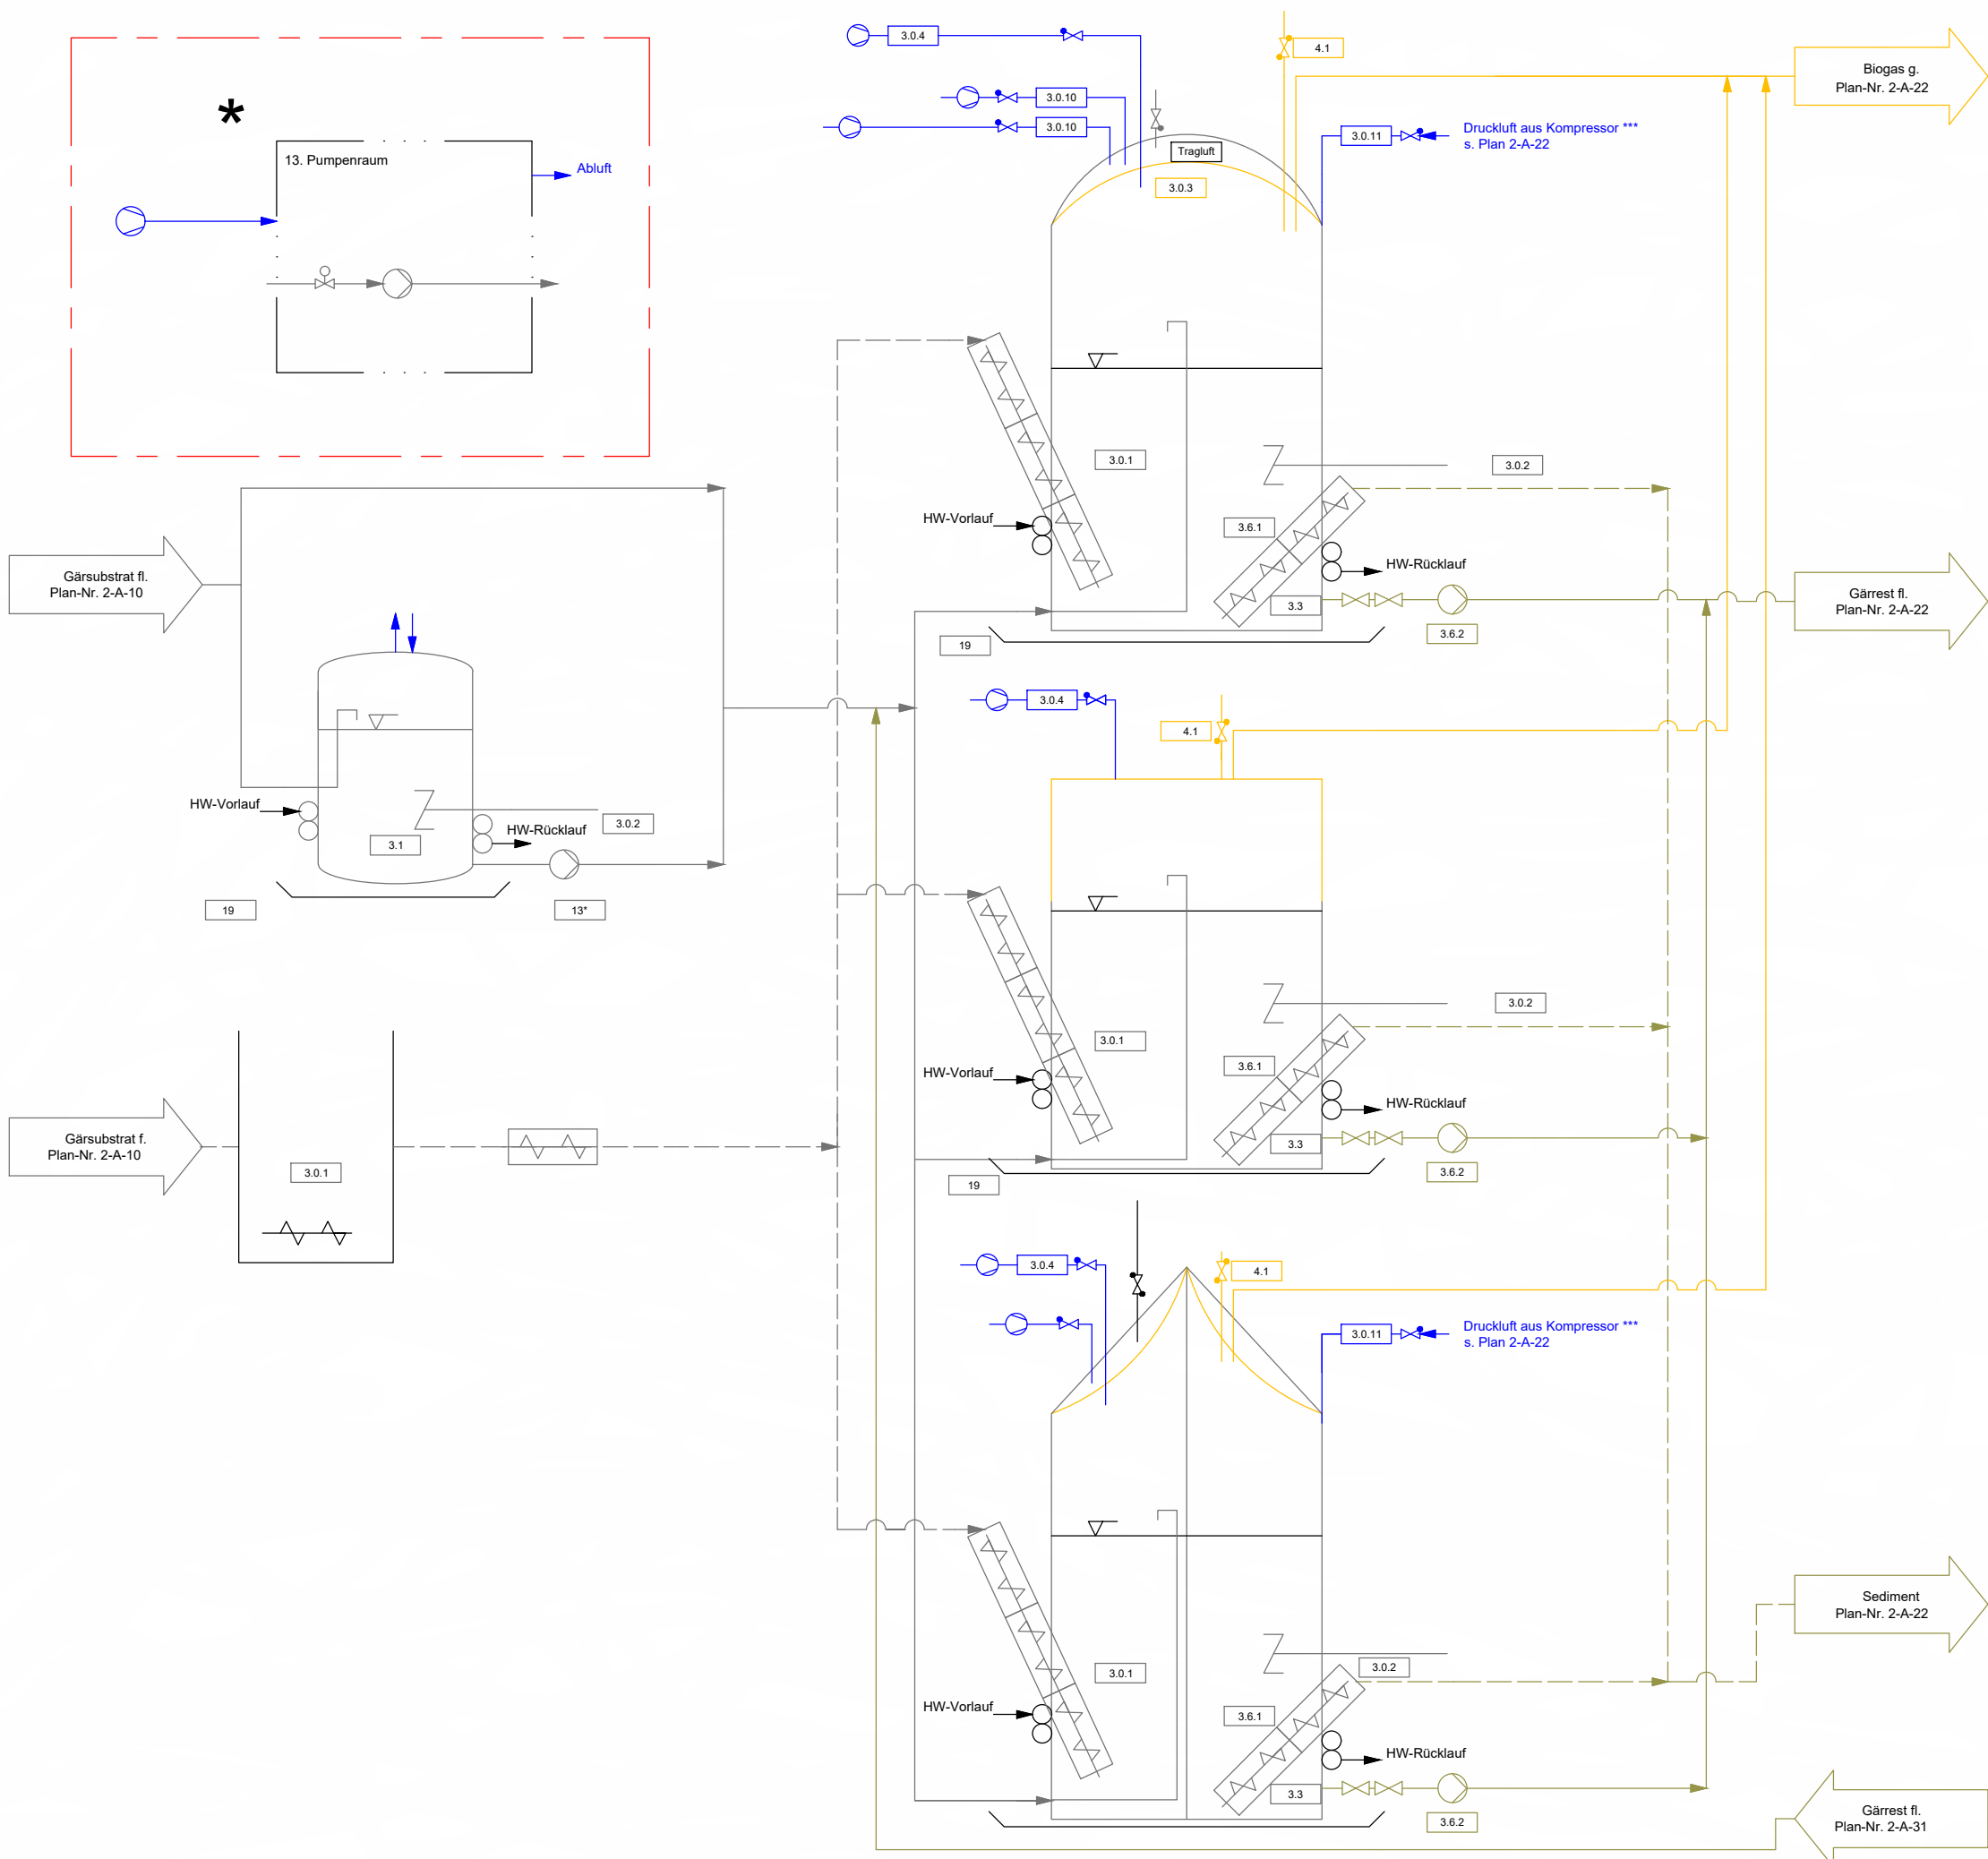 3.0.4
4.1
Biogas g.
Plan-Nr. 2-A-22
3.0.10
3.0.10
*
Druckluft aus Kompressor ***
s. Plan 2-A-22
3.0.11
13. Pumpenraum
Abluft
Tragluft
3.0.3
3.0.1
3.0.2
HW-Vorlauf
3.6.1
HW-Rücklauf
3.3
3.6.2
19
Gärsubstrat fl.
Plan-Nr. 2-A-10
Gärrest fl.
Plan-Nr. 2-A-22
3.0.4
4.1
HW-Vorlauf
3.0.2
HW-Rücklauf
3.1
19
13*
3.0.2
3.0.1
3.6.1
HW-Vorlauf
HW-Rücklauf
3.3
3.6.2
19
Gärsubstrat f.
Plan-Nr. 2-A-10
3.0.1
3.0.4
4.1
3.0.11
Druckluft aus Kompressor ***
s. Plan 2-A-22
Sediment
Plan-Nr. 2-A-22
3.0.1
3.0.2
HW-Vorlauf
3.6.1
HW-Rücklauf
3.3
3.6.2
Gärrest fl.
Plan-Nr. 2-A-31